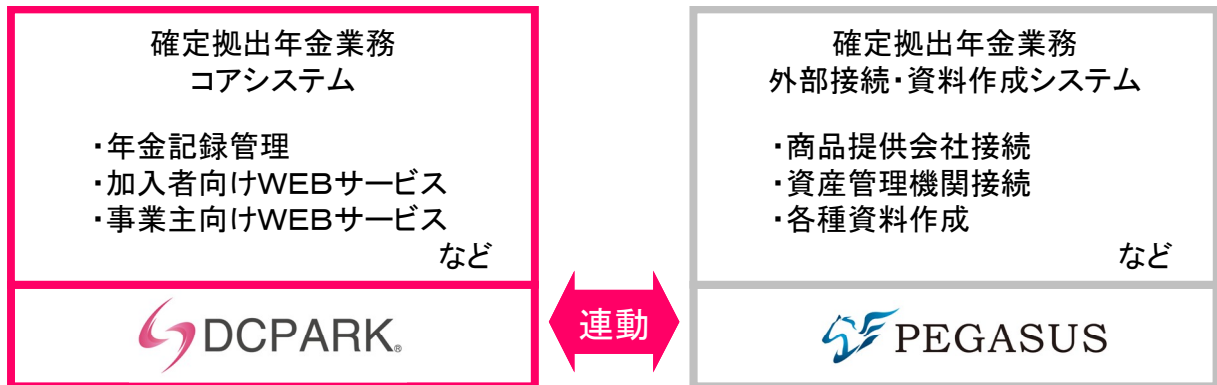 確定拠出年金業務
コアシステム
・年金記録管理
・加入者向けWEBサービス
・事業主向けWEBサービス
など
DCPARK®
連動
確定拠出年金業務
外部接続・資料作成システム
・商品提供会社接続
・資産管理機関接続
・各種資料作成
など
PEGASUS